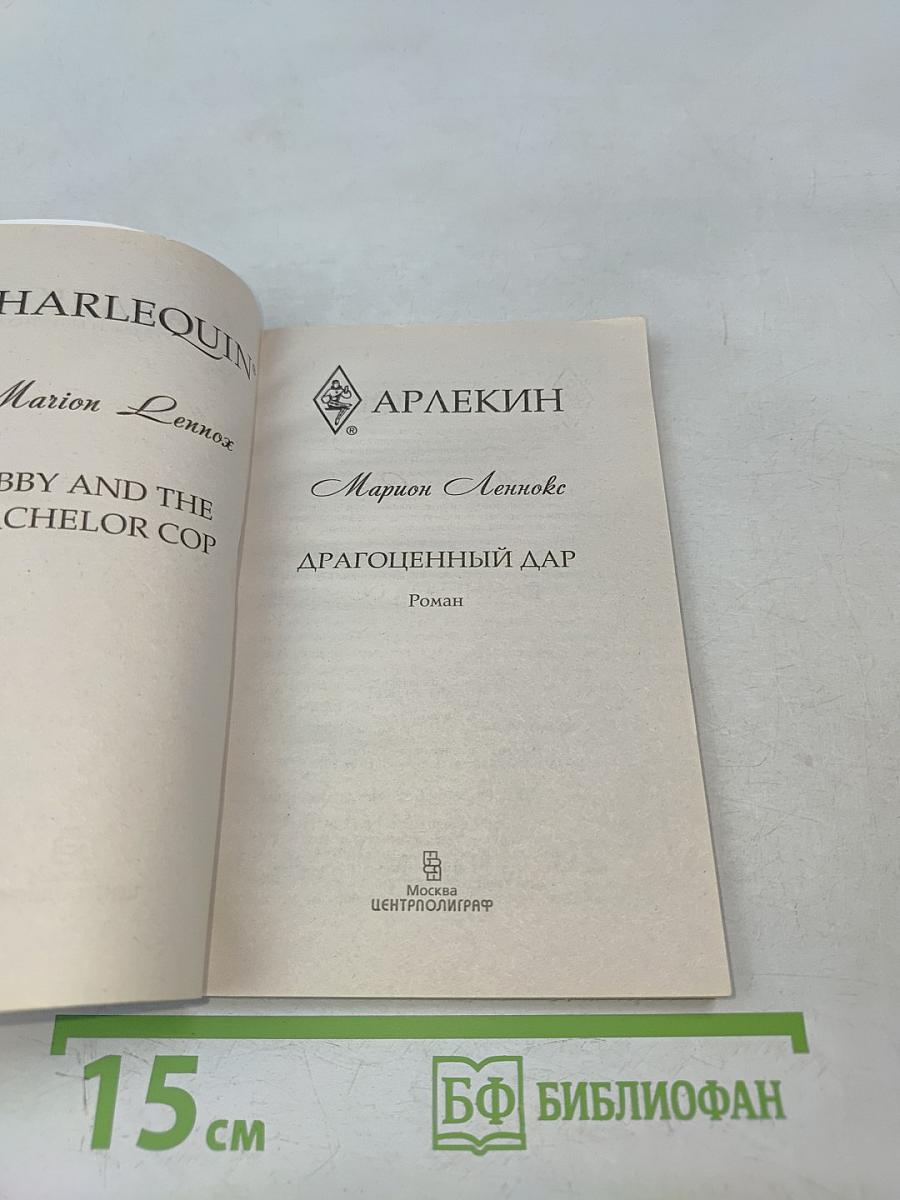 HARLEQUIN®
Marion Lennox
BBY AND THE
ACHELOR COP
® АРЛЕКИН
Марион Леннокс
ДРАГОЦЕННЫЙ ДАР
Роман
Москва
ЦЕНТРПОЛИГРАФ
15 см
БФ БИБЛИОФАН